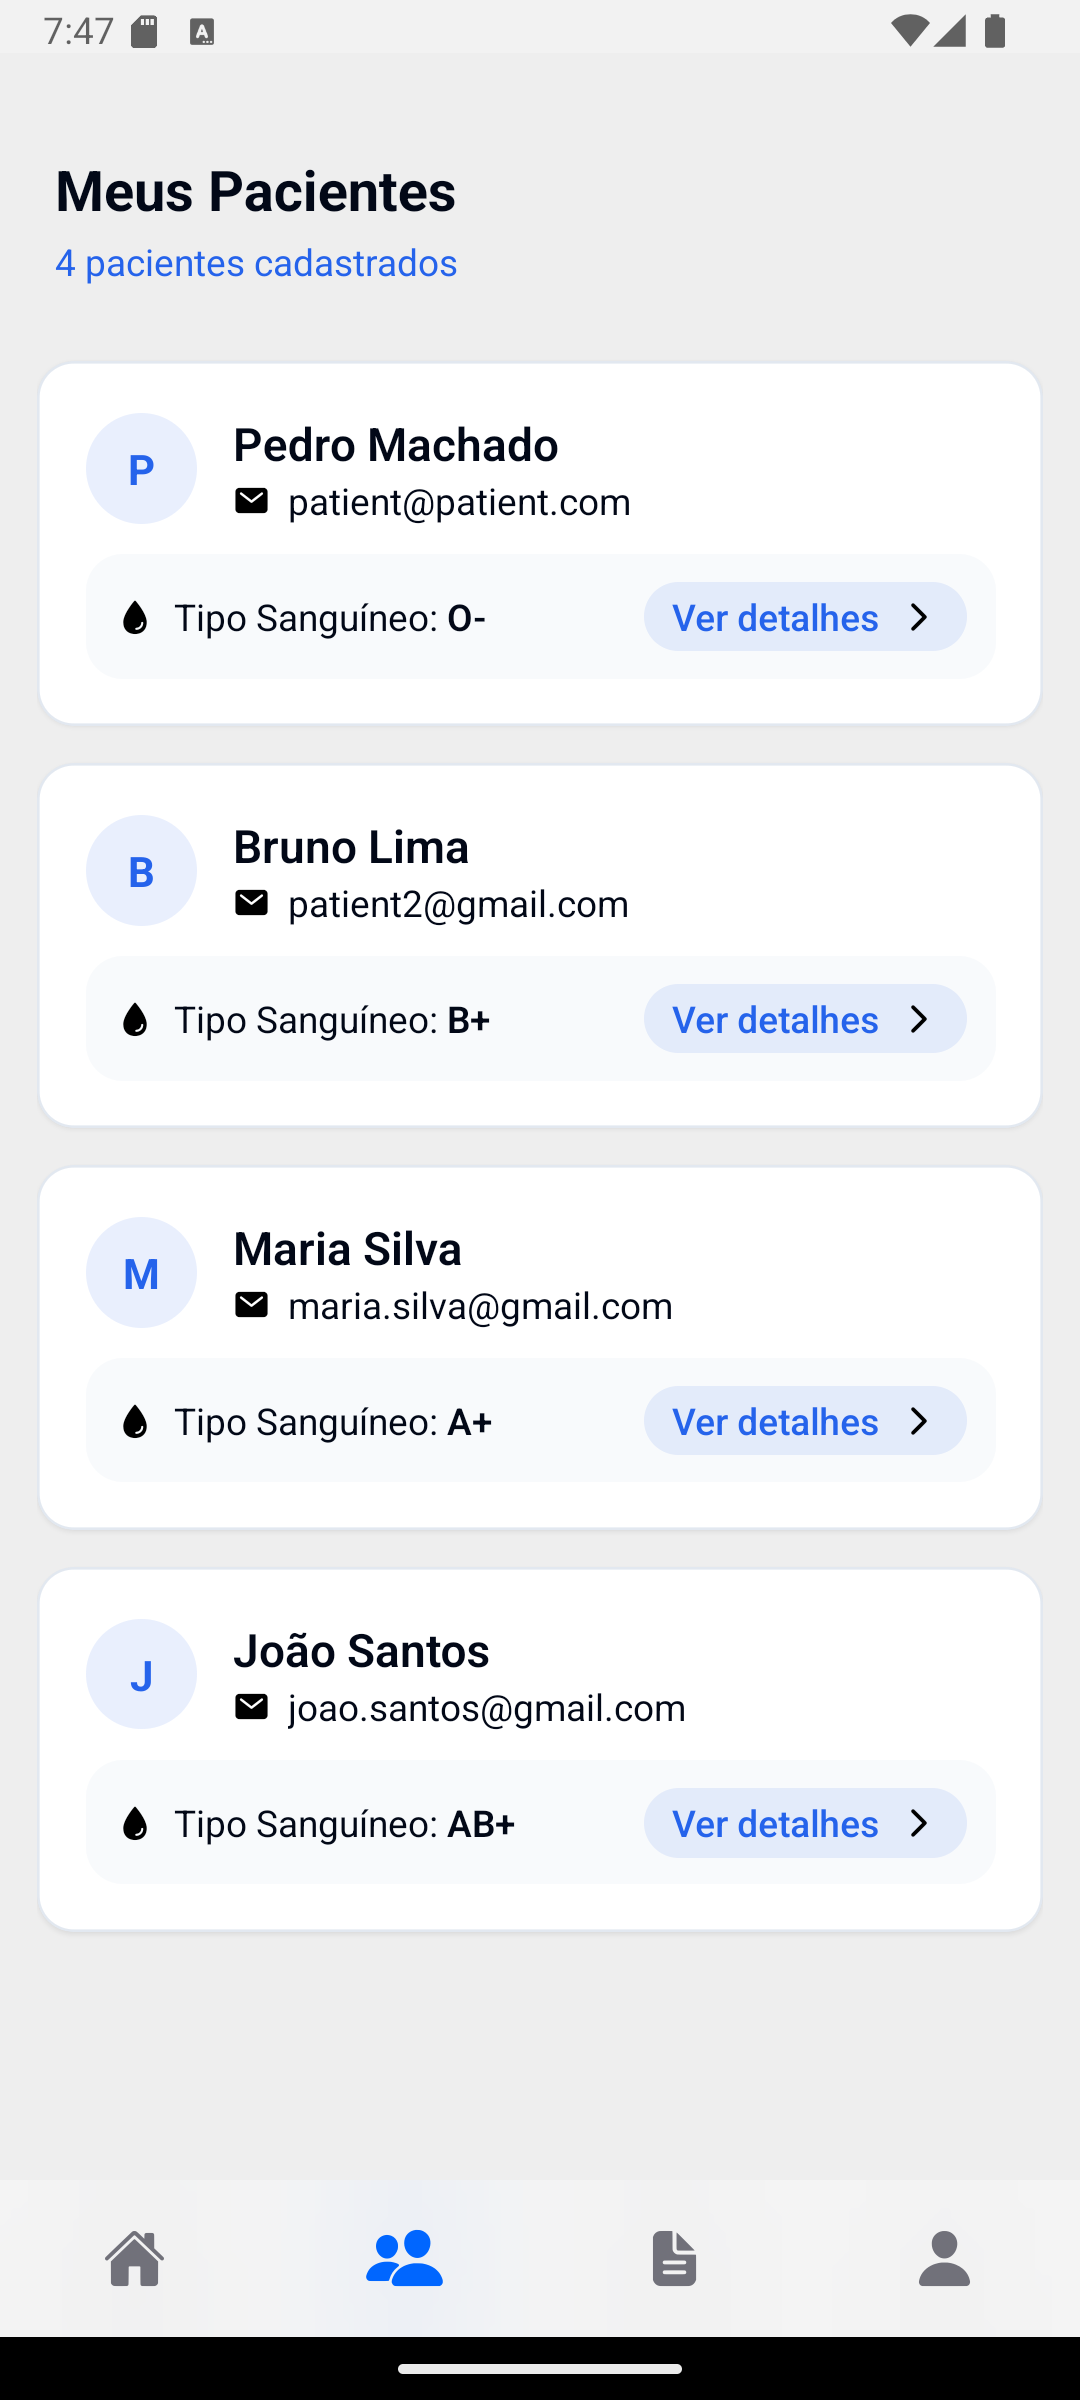 7:47
Meus Pacientes
4 pacientes cadastrados
P
Pedro Machado
patient@patient.com
Tipo Sanguíneo: O-
Ver detalhes
B
Bruno Lima
patient2@gmail.com
Tipo Sanguíneo: B+
Ver detalhes
M
Maria Silva
maria.silva@gmail.com
Tipo Sanguíneo: A+
Ver detalhes
J
João Santos
joao.santos@gmail.com
Tipo Sanguíneo: AB+
Ver detalhes